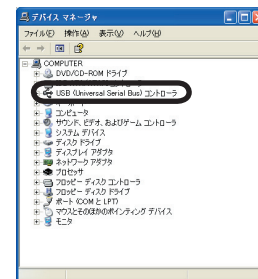 デバイス マネージャ
ファイル(F) 操作(A) 表示(V) ヘルプ(H)
COMPUTER
DVD/CD-ROM ドライブ
USB (Universal Serial Bus) コントローラ
コンピュータ
サウンド、ビデオ、およびゲーム コントローラ
システム デバイス
ディスク ドライブ
ディスプレイ アダプタ
ネットワーク アダプタ
プロセッサ
フロッピー ディスク コントローラ
フロッピー ディスク ドライブ
ポート (COM と LPT)
マウスとそのほかのポインティング デバイス
モニタ